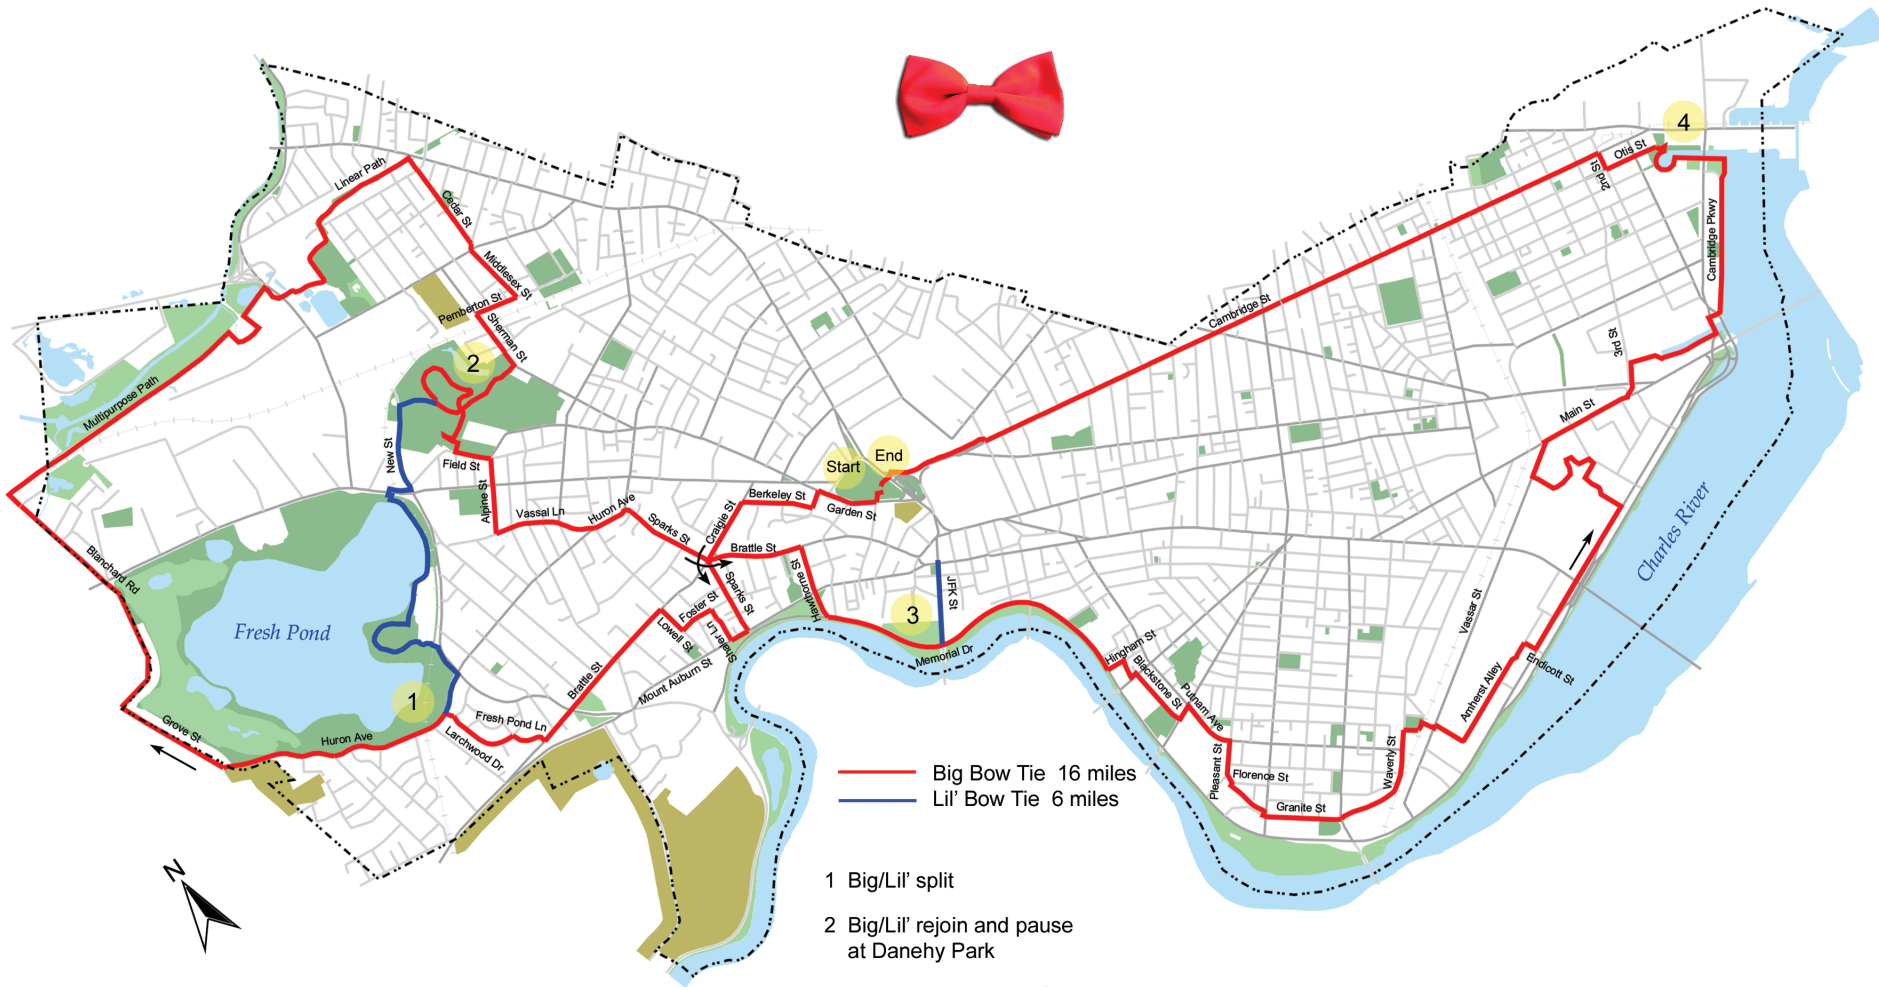 Linear Path
Cedar St
Middlesex St
Pemberton St
Sherman St
2
Multipurpose Path
New St
Field St
Alpine St
Vassal Ln
Huron Ave
Sparks St
Craigie St
Berkeley St
Garden St
Start
End
Brattle St
Hawthorne St
Sparks St
Foster St
Lowell St
Shaler Ln
Mount Auburn St
Brattle St
Fresh Pond Ln
Larchwood Dr
Huron Ave
Grove St
Blanchard Rd
Fresh Pond
1
3
JFK St
Memorial Dr
Hingham St
Blackstone St
Putnam Ave
Pleasant St
Florence St
Granite St
Waverly St
Vassar St
Amherst Alley
Endicott St
Charles River
Main St
3rd St
Cambridge Pkwy
Cambridge St
2nd St
Otis St
4
N
Big Bow Tie 16 miles
Lil' Bow Tie 6 miles
1 Big/Lil' split
2 Big/Lil' rejoin and pause
at Danehy Park